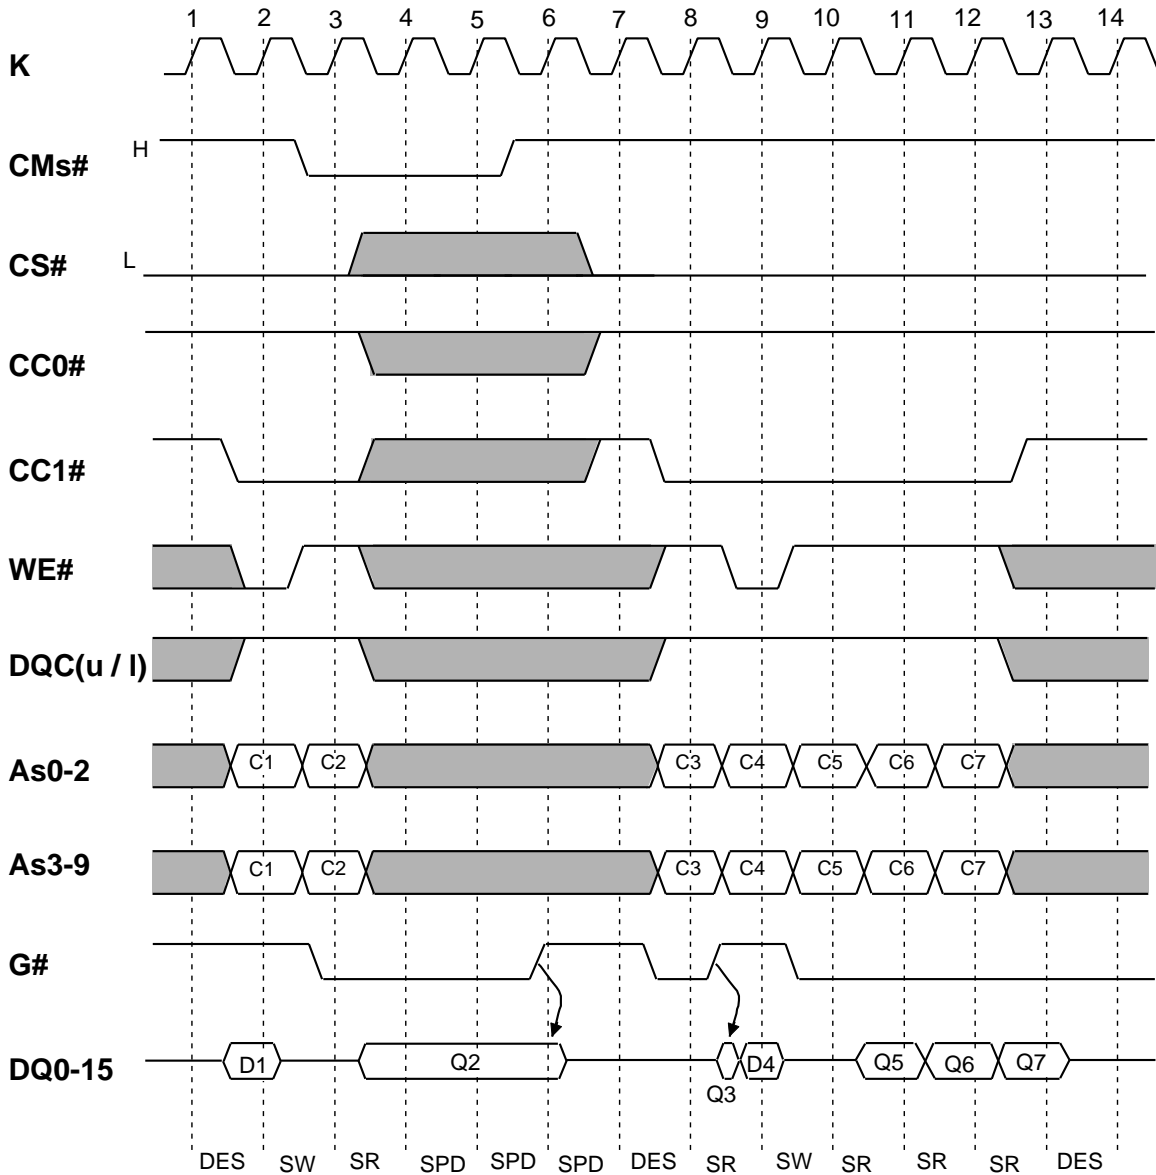 1 2 3 4 5 6 7 8 9 10 11 12 13 14
K
H
CMs#
L
CS#
CC0#
CC1#
WE#
DQC(u / l)
As0-2 C1 C2 C3 C4 C5 C6 C7
As3-9 C1 C2 C3 C4 C5 C6 C7
G#
DQ0-15 D1 Q2 D4 Q5 Q6 Q7
Q3
DES SW SR SPD SPD SPD DES SR SW SR SR SR DES